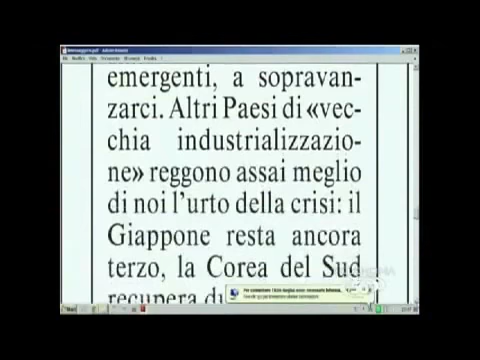 emergenti, a sopravan-
zarci. Altri Paesi di «vec-
chia industrializzazio-
ne» reggono assai meglio
di noi l'urto della crisi: il
Giappone resta ancora
terzo, la Corea del Sud
recupera